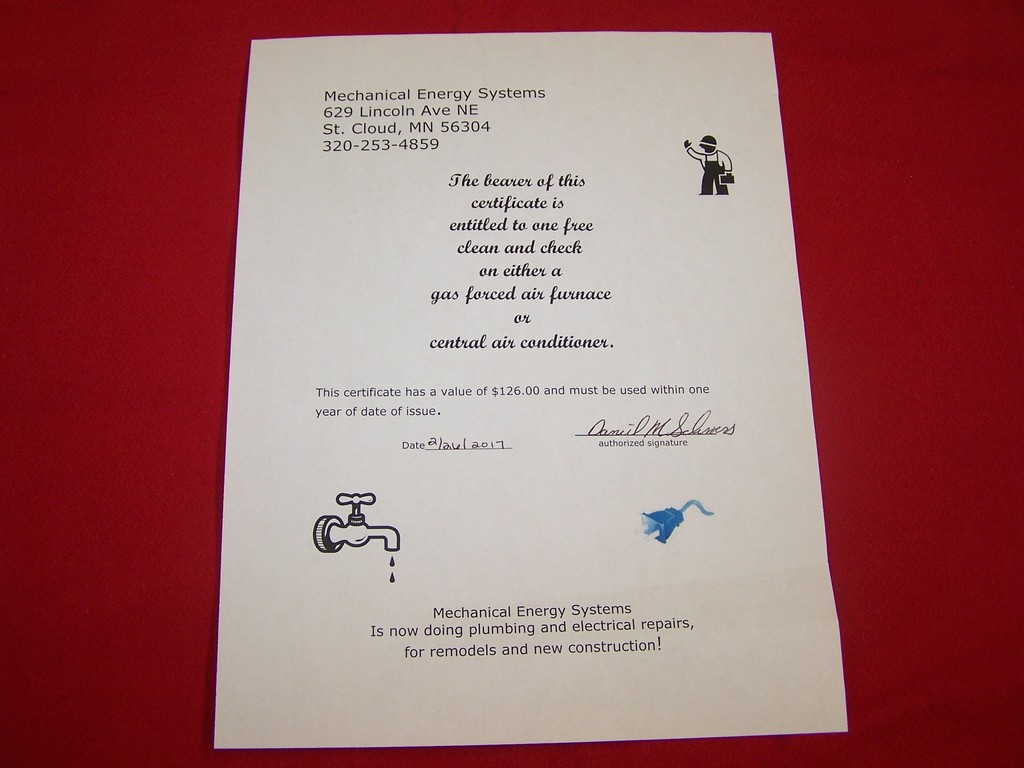 Mechanical Energy Systems
629 Lincoln Ave NE
St. Cloud, MN 56304
320-253-4859
The bearer of this
certificate is
entitled to one free
clean and check
on either a
gas forced air furnace
or
central air conditioner.
This certificate has a value of $126.00 and must be used within one
year of date of issue.
Date 2/26/2017
Daniel M
authorized signature
Mechanical Energy Systems
Is now doing plumbing and electrical repairs,
for remodels and new construction!